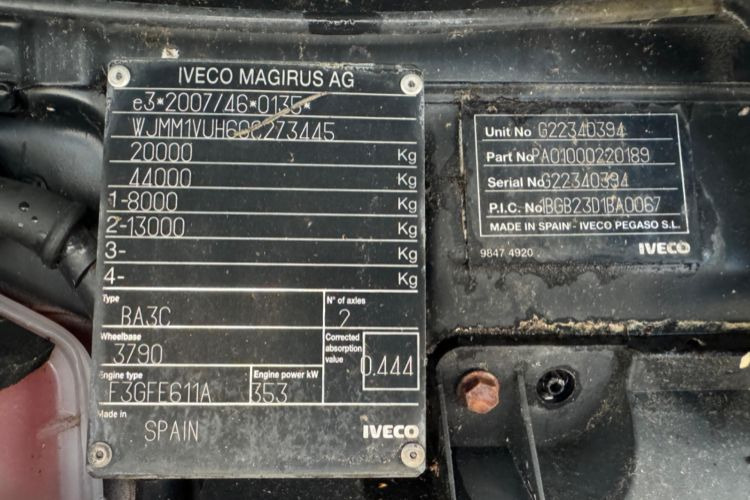 IVECO MAGIRUS AG
e3*2007/46*0135*
WJMM1VUH60C273445
20000 Kg
44000 Kg
1-8000 Kg
2-13000 Kg
3- Kg
4- Kg
Type BA3C N° of axles 2
Wheelbase 3790 Corrected absorption value 0.444
Engine type F3GFE611A Engine power kW 353
Made in SPAIN IVECO
Unit No G22340394
Part No PA01000220189
Serial No G22340394
P.I.C. No 1BGB23D1BA0067
MADE IN SPAIN - IVECO PEGASO S.L.
9847 4920 IVECO